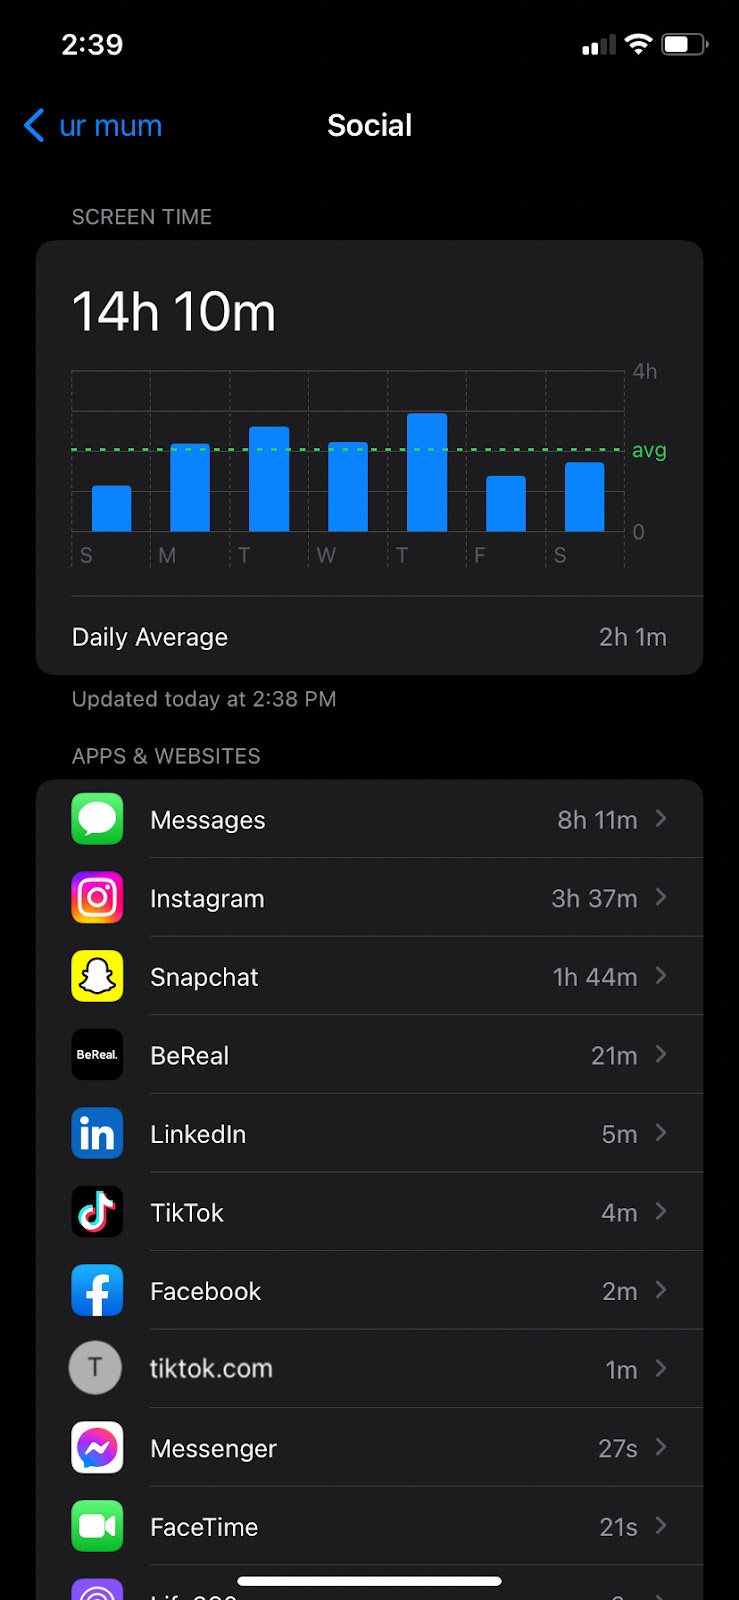 2:39
ur mum Social
SCREEN TIME
14h 10m
4h
avg
0
S M T W T F S
Daily Average 2h 1m
Updated today at 2:38 PM
APPS & WEBSITES
Messages 8h 11m
Instagram 3h 37m
Snapchat 1h 44m
BeReal. BeReal 21m
in LinkedIn 5m
TikTok 4m
f Facebook 2m
T tiktok.com 1m
Messenger 27s
FaceTime 21s